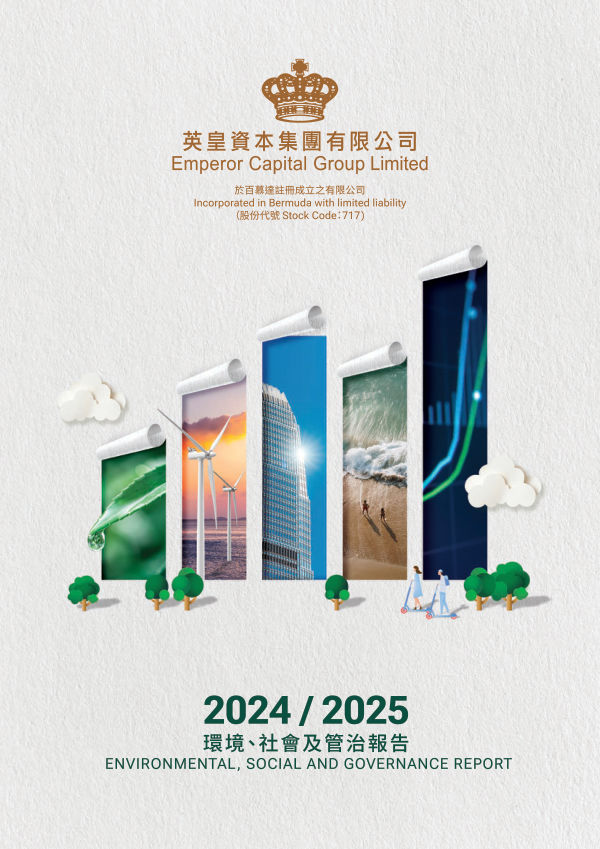 英皇資本集團有限公司
Emperor Capital Group Limited
於百慕達註冊成立之有限公司
Incorporated in Bermuda with limited liability
(股份代號 Stock Code：717)
2024 / 2025
環境、社會及管治報告
ENVIRONMENTAL, SOCIAL AND GOVERNANCE REPORT